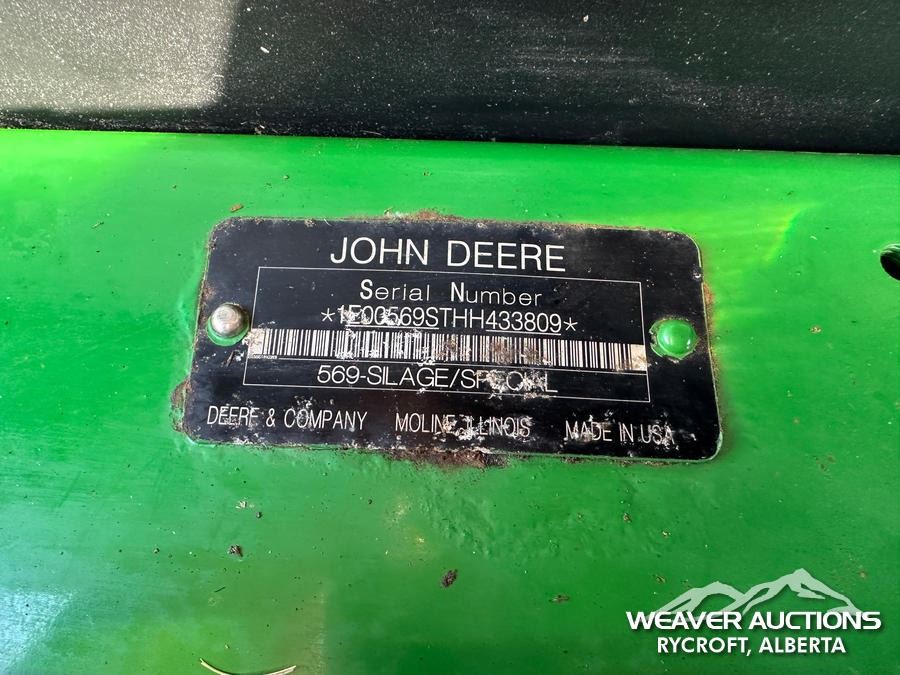 JOHN DEERE
Serial Number
*1E00569STHH433809*
569-SILAGE/SPECIAL
DEERE & COMPANY MOLINE, ILLINOIS MADE IN USA
WEAVER AUCTIONS
RYCROFT, ALBERTA